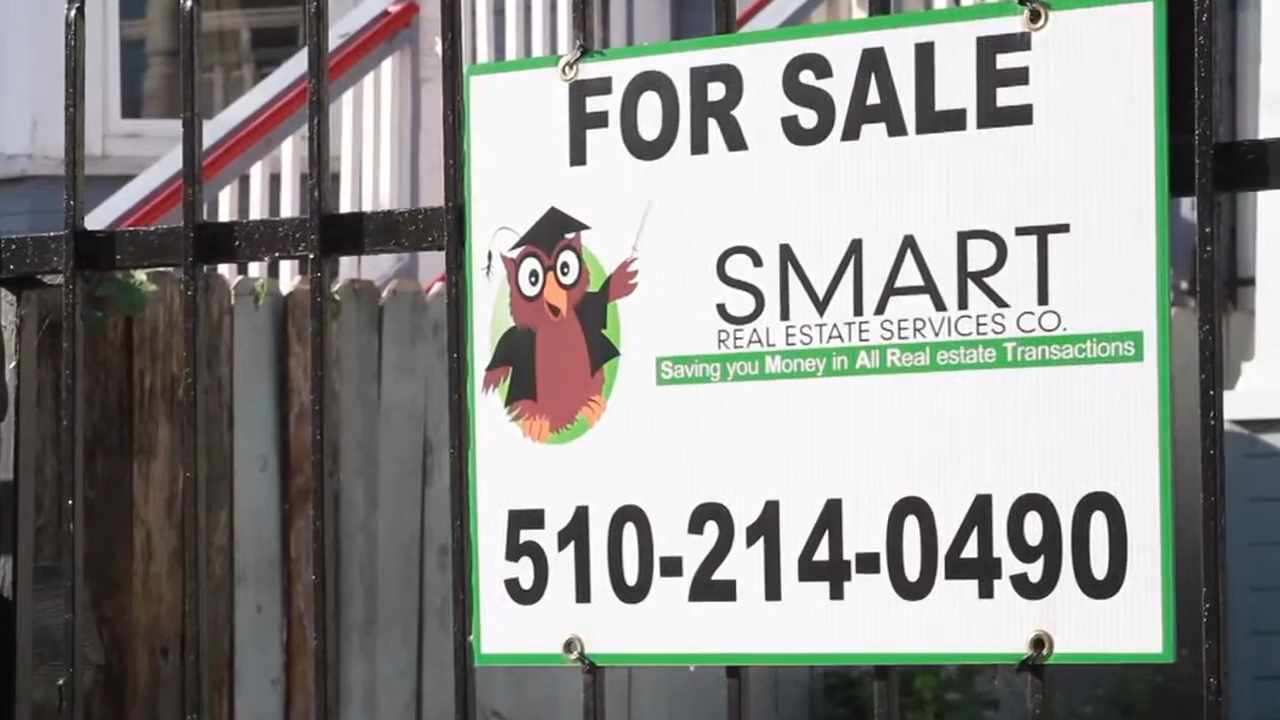 FOR SALE
SMART
REAL ESTATE SERVICES CO.
Saving you Money in All Real estate Transactions
510-214-0490